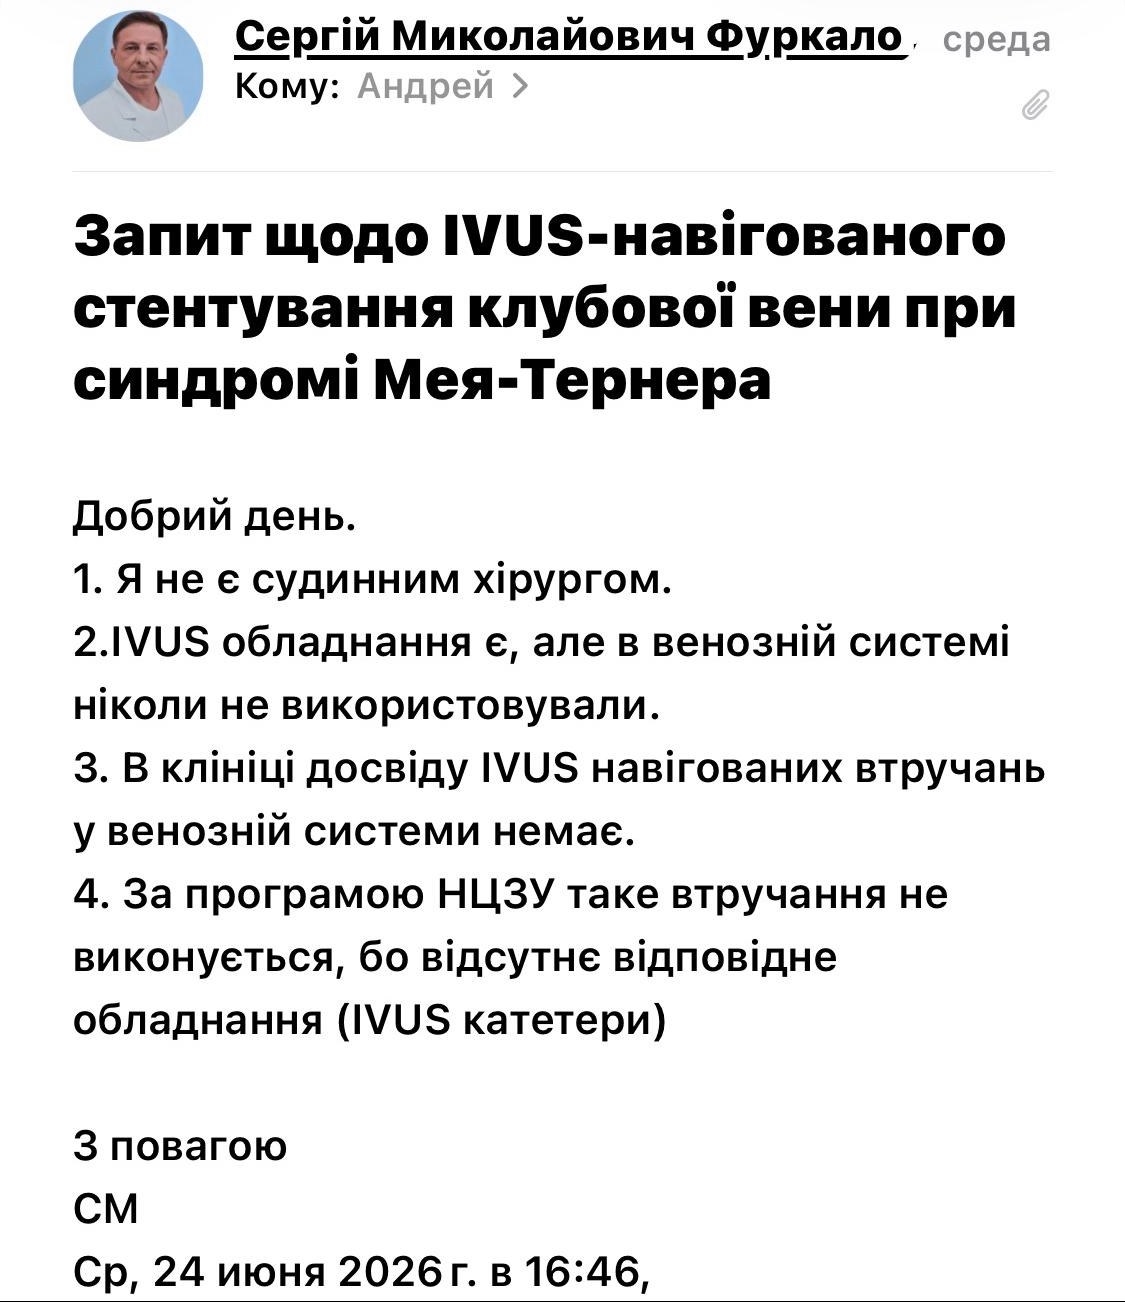 Сергій Миколайович Фуркало, среда
Кому: Андрей >
Запит щодо IVUS-навігованого
стентування клубової вени при
синдромі Мея-Тернера
Добрий день.
1. Я не є судинним хірургом.
2.IVUS обладнання є, але в венозній системі
ніколи не використовували.
3. В клініці досвіду IVUS навігованих втручань
у венозній системи немає.
4. За програмою НЦЗУ таке втручання не
виконується, бо відсутнє відповідне
обладнання (IVUS катетери)
З повагою
СМ
Ср, 24 июня 2026 г. в 16:46,